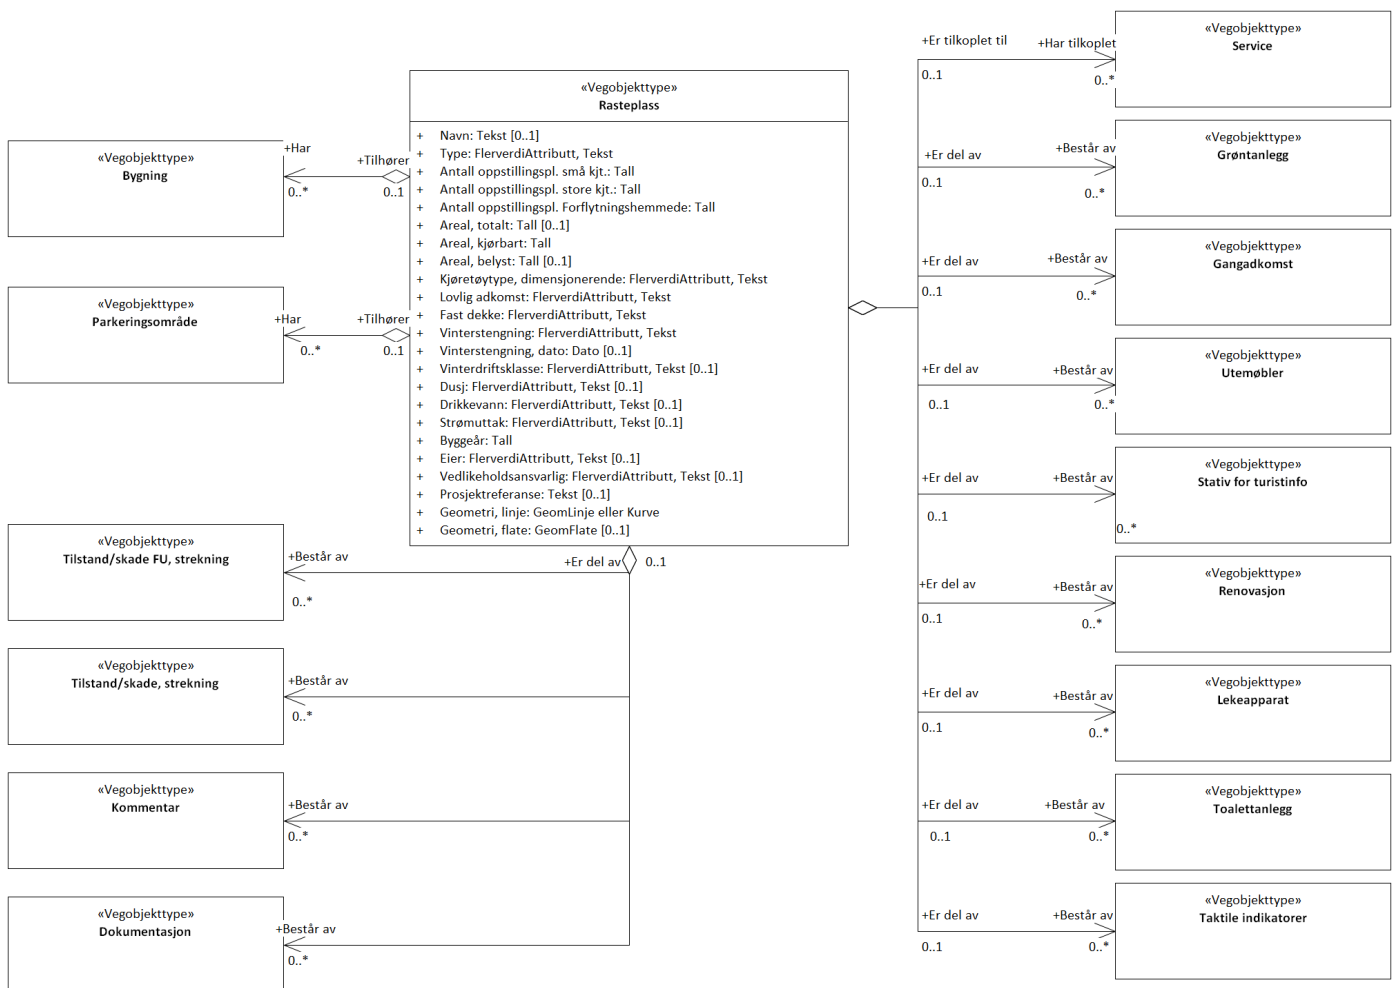 «Vegobjekttype»
Rasteplass
+ Navn: Tekst [0..1]
+ Type: FlerverdiAttributt, Tekst
+ Antall oppstillingspl. små kjt.: Tall
+ Antall oppstillingspl. store kjt.: Tall
+ Antall oppstillingspl. Forflytningshemmede: Tall
+ Areal, totalt: Tall [0..1]
+ Areal, kjørbart: Tall
+ Areal, belyst: Tall [0..1]
+ Kjøretøytype, dimensjonerende: FlerverdiAttributt, Tekst
+ Lovlig adkomst: FlerverdiAttributt, Tekst
+ Fast dekke: FlerverdiAttributt, Tekst
+ Vinterstengning: FlerverdiAttributt, Tekst
+ Vinterstengning, dato: Dato [0..1]
+ Vinterdriftsklasse: FlerverdiAttributt, Tekst [0..1]
+ Dusj: FlerverdiAttributt, Tekst [0..1]
+ Drikkevann: FlerverdiAttributt, Tekst [0..1]
+ Strømuttak: FlerverdiAttributt, Tekst [0..1]
+ Byggeår: Tall
+ Eier: FlerverdiAttributt, Tekst [0..1]
+ Vedlikeholdsansvarlig: FlerverdiAttributt, Tekst [0..1]
+ Prosjektreferanse: Tekst [0..1]
+ Geometri, linje: GeomLinje eller Kurve
+ Geometri, flate: GeomFlate [0..1]
«Vegobjekttype»
Bygning
+Har
0..*
+Tilhører
0..1
«Vegobjekttype»
Parkeringsområde
+Har
0..*
+Tilhører
0..1
+Er del av
0..1
«Vegobjekttype»
Tilstand/skade FU, strekning
+Består av
0..*
«Vegobjekttype»
Tilstand/skade, strekning
+Består av
0..*
«Vegobjekttype»
Kommentar
+Består av
0..*
«Vegobjekttype»
Dokumentasjon
+Består av
0..*
+Er tilkoplet til
0..1
+Har tilkoplet
0..*
«Vegobjekttype»
Service
+Er del av
0..1
+Består av
0..*
«Vegobjekttype»
Grøntanlegg
+Er del av
0..1
+Består av
0..*
«Vegobjekttype»
Gangadkomst
+Er del av
0..1
+Består av
0..*
«Vegobjekttype»
Utemøbler
+Er del av
0..1
+Består av
0..*
«Vegobjekttype»
Stativ for turistinfo
+Er del av
0..1
+Består av
0..*
«Vegobjekttype»
Renovasjon
+Er del av
0..1
+Består av
0..*
«Vegobjekttype»
Lekeapparat
+Er del av
0..1
+Består av
0..*
«Vegobjekttype»
Toalettanlegg
+Er del av
0..1
+Består av
0..*
«Vegobjekttype»
Taktile indikatorer